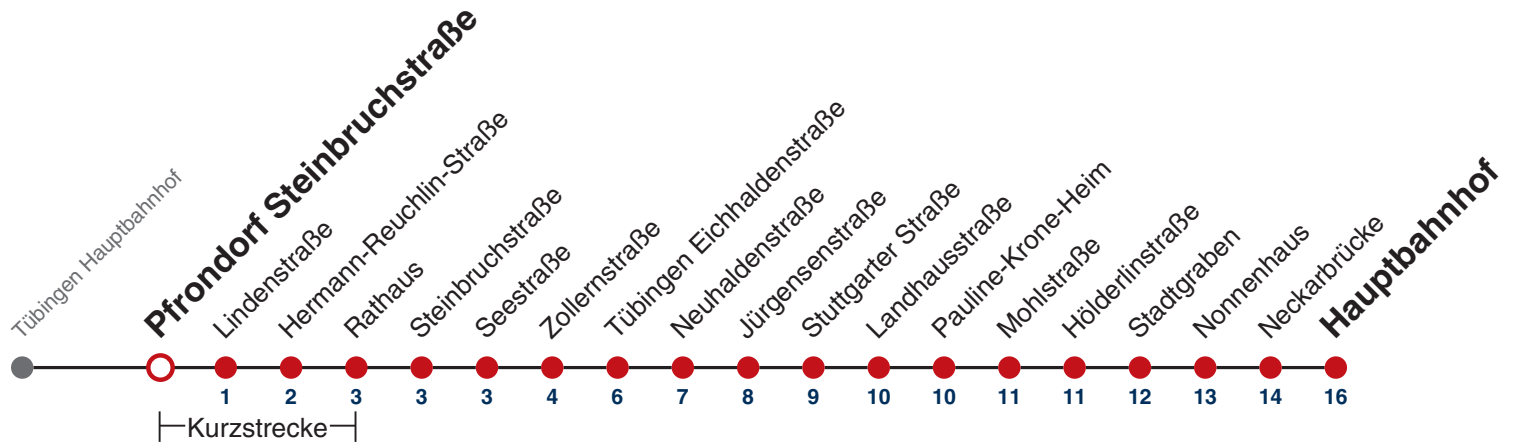 Tübingen Hauptbahnhof
Pfrondorf Steinbruchstraße
Lindenstraße
Hermann-Reuchlin-Straße
Rathaus
Steinbruchstraße
Seestraße
Zollernstraße
Tübingen Eichhaldenstraße
Neuhaldenstraße
Jürgensenstraße
Stuttgarter Straße
Landhausstraße
Pauline-Krone-Heim
Mohlstraße
Hölderlinstraße
Stadtgraben
Nonnenhaus
Neckarbrücke
Hauptbahnhof
1 2 3 3 3 4 6 7 8 9 10 10 11 11 12 13 14 16
Kurzstrecke